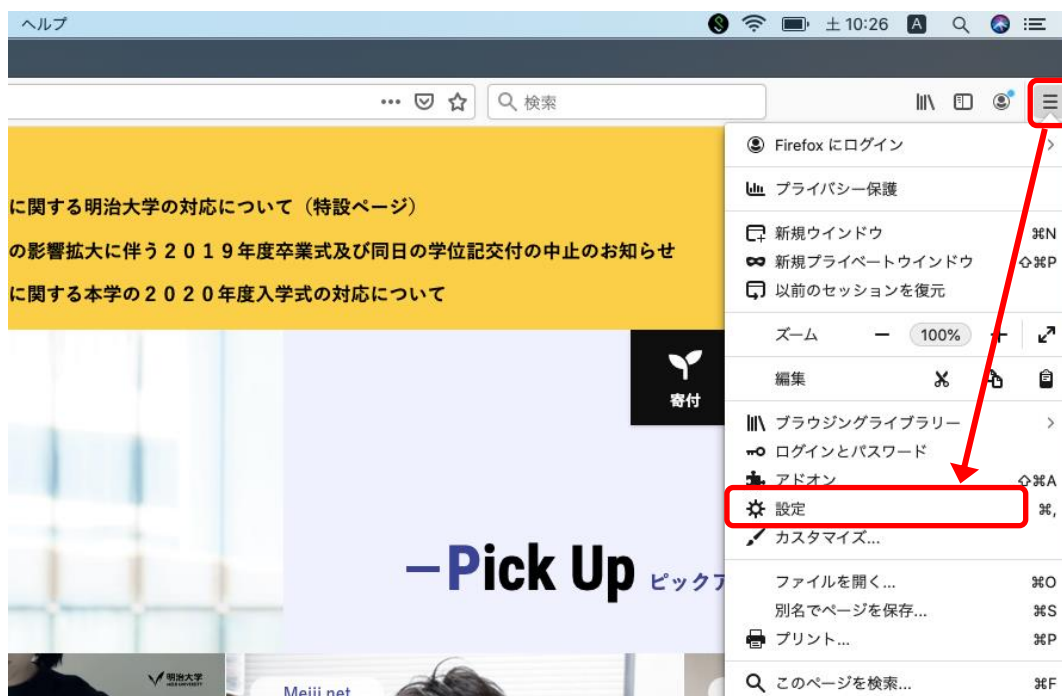 ヘルプ
土 10:26 A
検索
に関する明治大学の対応について（特設ページ）
の影響拡大に伴う２０１９年度卒業式及び同日の学位記交付の中止のお知らせ
に関する本学の２０２０年度入学式の対応について
寄付
Pick Up ピックア
明治大学
Meiji.net
Firefox にログイン
プライバシー保護
新規ウインドウ ⌘N
新規プライベートウインドウ ⇧⌘P
以前のセッションを復元
ズーム − 100% +
編集
ブラウジングライブラリー
ログインとパスワード
アドオン ⇧⌘A
設定 ⌘,
カスタマイズ...
ファイルを開く... ⌘O
別名でページを保存... ⌘S
プリント... ⌘P
このページを検索... ⌘F